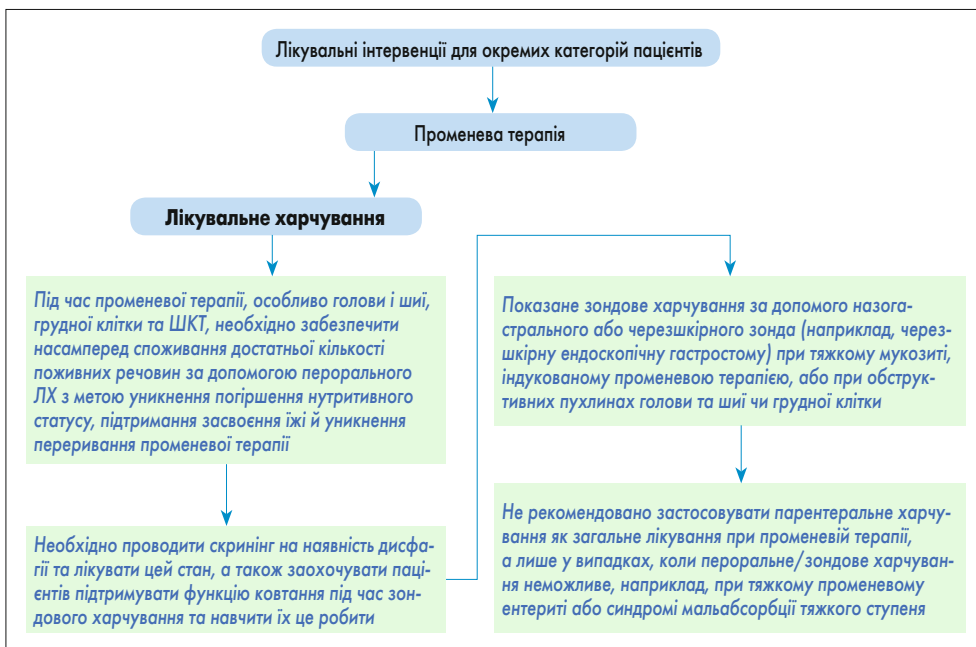 Лікувальні інтервенції для окремих категорій пацієнтів
Променева терапія
Лікувальне харчування
Під час променевої терапії, особливо голови і шиї,
грудної клітки та ШКТ, необхідно забезпечити
насамперед споживання достатньої кількості
поживних речовин за допомогою перорального
ЛХ з метою уникнення погіршення нутритивного
статусу, підтримання засвоєння їжі й уникнення
переривання променевої терапії
Необхідно проводити скринінг на наявність дисфа-
гії та лікувати цей стан, а також заохочувати паці-
єнтів підтримувати функцію ковтання під час зон-
дового харчування та навчити їх це робити
Показане зондове харчування за допомого назога-
стрального або черезшкірного зонда (наприклад, через-
шкірну ендоскопічну гастростому) при тяжкому мукозиті,
індукованому променевою терапією, або при обструк-
тивних пухлинах голови та шиї чи грудної клітки
Не рекомендовано застосовувати парентеральне харчу-
вання як загальне лікування при променевій терапії,
а лише у випадках, коли пероральне/зондове харчуван-
ня неможливе, наприклад, при тяжкому променевому
ентериті або синдромі мальабсорбції тяжкого ступеня